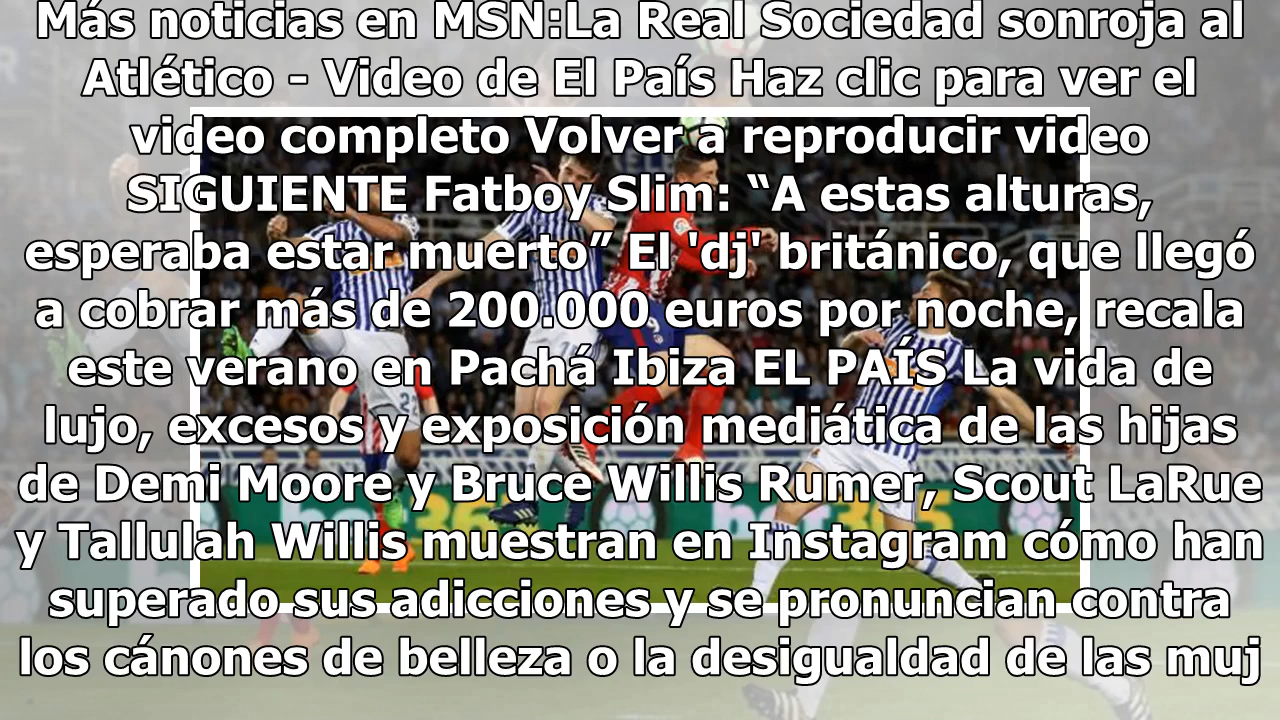 Más noticias en MSN:La Real Sociedad sonroja al
Atlético - Video de El País Haz clic para ver el
video completo Volver a reproducir video
SIGUIENTE Fatboy Slim: “A estas alturas,
esperaba estar muerto” El 'dj' británico, que llegó
a cobrar más de 200.000 euros por noche, recala
este verano en Pachá Ibiza EL PAÍS La vida de
lujo, excesos y exposición mediática de las hijas
de Demi Moore y Bruce Willis Rumer, Scout LaRue
y Tallulah Willis muestran en Instagram cómo han
superado sus adicciones y se pronuncian contra
los cánones de belleza o la desigualdad de las muj
bet365
bet365